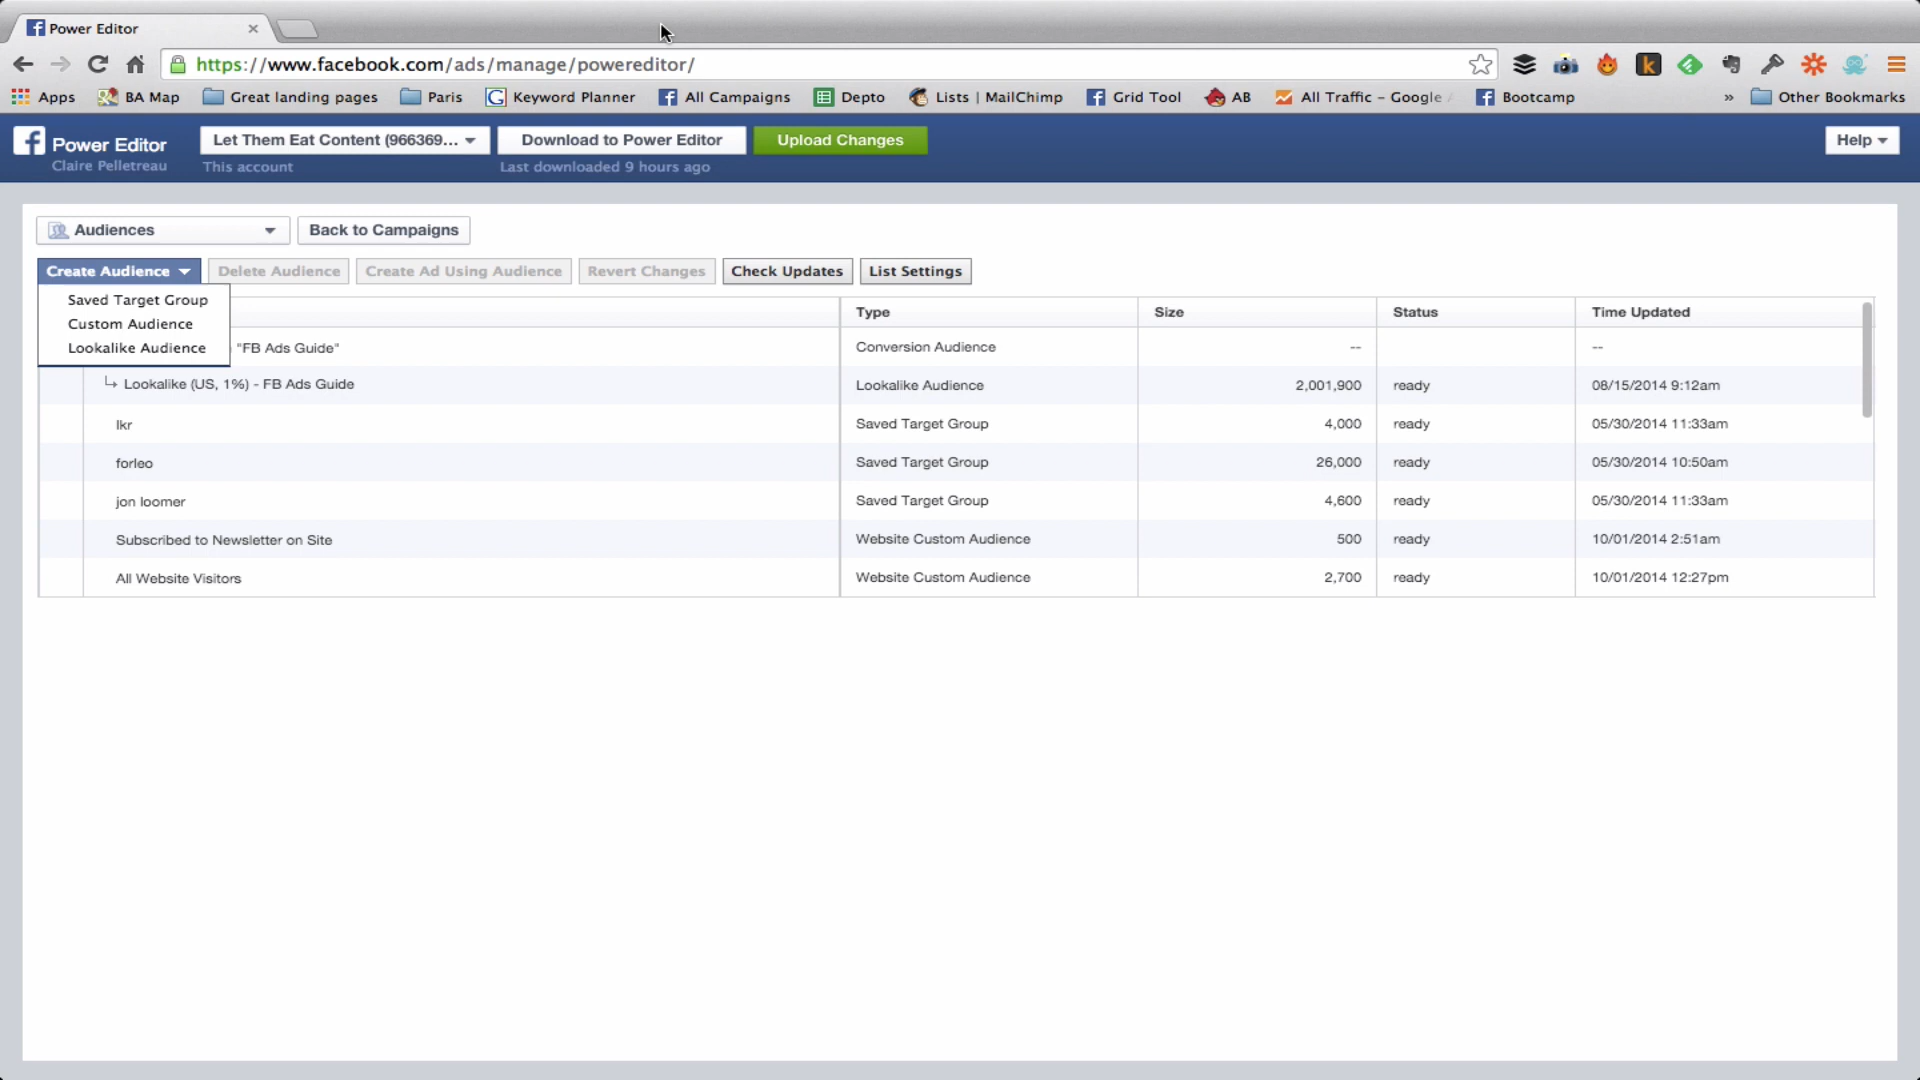 Power Editor
https://www.facebook.com/ads/manage/powereditor/
Apps BA Map Great landing pages Paris Keyword Planner All Campaigns Depto Lists | MailChimp Grid Tool AB All Traffic – Google Bootcamp » Other Bookmarks
Power Editor Let Them Eat Content (966369... Download to Power Editor Upload Changes Help
Claire Pelletreau This account Last downloaded 9 hours ago
Audiences Back to Campaigns
Create Audience Delete Audience Create Ad Using Audience Revert Changes Check Updates List Settings
Saved Target Group
Custom Audience
Lookalike Audience
Type Size Status Time Updated
"FB Ads Guide" Conversion Audience -- --
Lookalike (US, 1%) - FB Ads Guide Lookalike Audience 2,001,900 ready 08/15/2014 9:12am
lkr Saved Target Group 4,000 ready 05/30/2014 11:33am
forleo Saved Target Group 26,000 ready 05/30/2014 10:50am
jon loomer Saved Target Group 4,600 ready 05/30/2014 11:33am
Subscribed to Newsletter on Site Website Custom Audience 500 ready 10/01/2014 2:51am
All Website Visitors Website Custom Audience 2,700 ready 10/01/2014 12:27pm